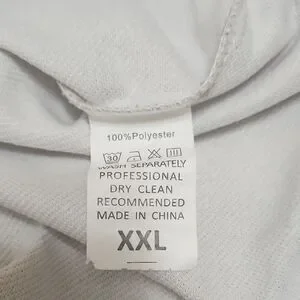 100%Polyester
30
WASH SEPARATELY
PROFESSIONAL
DRY CLEAN
RECOMMENDED
MADE IN CHINA
XXL